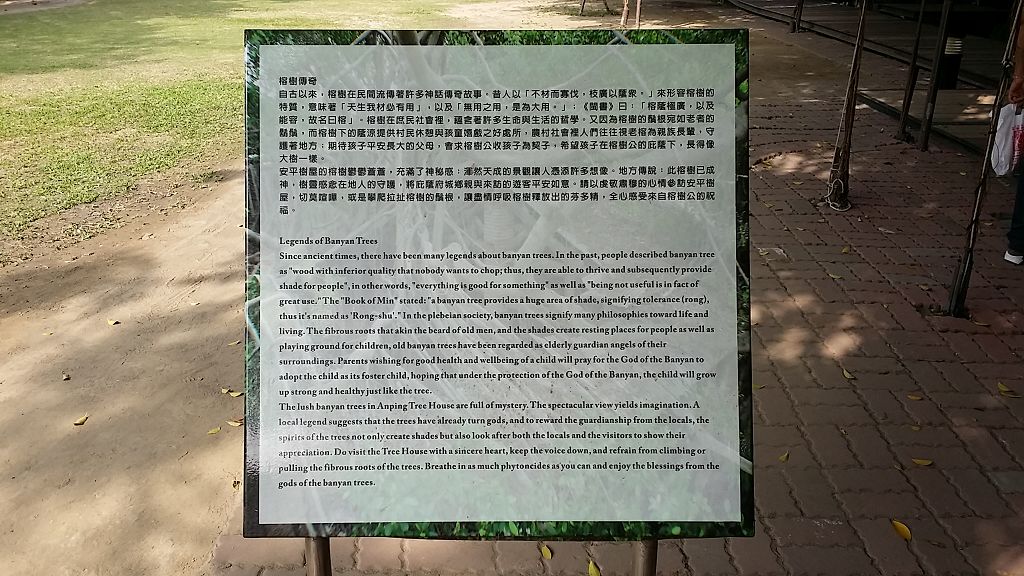 榕樹傳奇
自古以來，榕樹在民間流傳著許多神話傳奇故事。昔人以「不材而寡伐，枝廣以蔭眾。」來形容榕樹的
特質，意味著「天生我材必有用」，以及「無用之用，是為大用。」；《閩書》曰：「榕蔭極廣，以及
能容，故名曰榕」。榕樹在庶民社會裡，蘊含著許多生命與生活的哲學。又因為榕樹的鬚根宛如老者的
鬍鬚，而榕樹下的蔭涼提供村民休憩與孩童嬉戲之好處所，農村社會裡人們往往視老榕為親族長輩，守
護著地方；期待孩子平安長大的父母，會求榕樹公收孩子為契子，希望孩子在榕樹公的庇蔭下，長得像
大樹一樣。
安平樹屋的榕樹鬱鬱蒼蒼，充滿了神秘感；渾然天成的景觀讓人憑添許多想像。地方傳說：此榕樹已成
神，樹靈感念在地人的守護，將庇蔭府城鄉親與來訪的遊客平安如意。請以虔敬肅穆的心情參訪安平樹
屋，切莫喧嘩，或是攀爬拉扯榕樹的鬚根，讓盡情呼吸榕樹釋放出的芬多精，全心感受來自榕樹公的祝
福。
Legends of Banyan Trees
Since ancient times, there have been many legends about banyan trees. In the past, people described banyan tree
as "wood with inferior quality that nobody wants to chop; thus, they are able to thrive and subsequently provide
shade for people", in other words, "everything is good for something" as well as "being not useful is in fact of
great use." The "Book of Min" stated: "a banyan tree provides a huge area of shade, signifying tolerance (rong),
thus it's named as 'Rong-shu'." In the plebeian society, banyan trees signify many philosophies toward life and
living. The fibrous roots that akin the beard of old men, and the shades create resting places for people as well as
playing ground for children, old banyan trees have been regarded as elderly guardian angels of their
surroundings. Parents wishing for good health and wellbeing of a child will pray for the God of the Banyan to
adopt the child as its foster child, hoping that under the protection of the God of the Banyan, the child will grow
up strong and healthy just like the tree.
The lush banyan trees in Anping Tree House are full of mystery. The spectacular view yields imagination. A
local legend suggests that the trees have already turn gods, and to reward the guardianship from the locals, the
spirits of the trees not only create shades but also look after both the locals and the visitors to show their
appreciation. Do visit the Tree House with a sincere heart, keep the voice down, and refrain from climbing or
pulling the fibrous roots of the trees. Breathe in as much phytoncides as you can and enjoy the blessings from the
gods of the banyan trees.